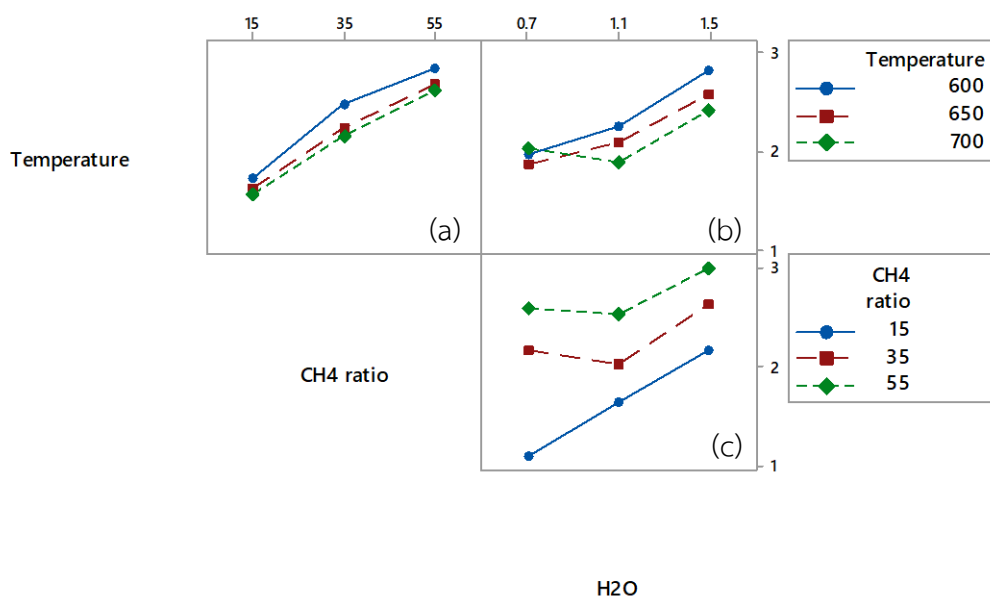 15 35 55 0.7 1.1 1.5
3
Temperature
600
650
700
Temperature
2
(a) (b)
1
3
CH4
ratio
15
35
55
CH4 ratio
2
(c)
1
H2O